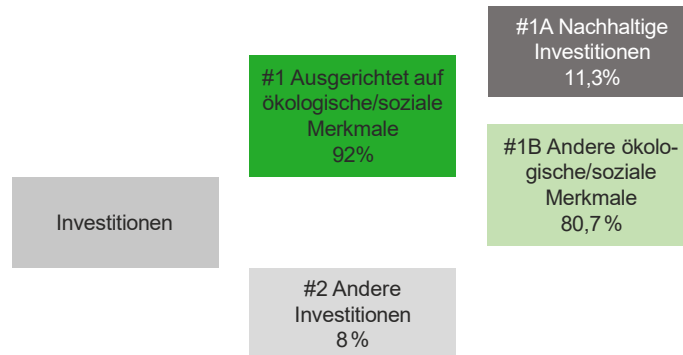 #1A Nachhaltige
Investitionen
11,3%
#1 Ausgerichtet auf
ökologische/soziale
Merkmale
92%
#1B Andere ökolo-
gische/soziale
Merkmale
80,7 %
Investitionen
#2 Andere
Investitionen
8 %